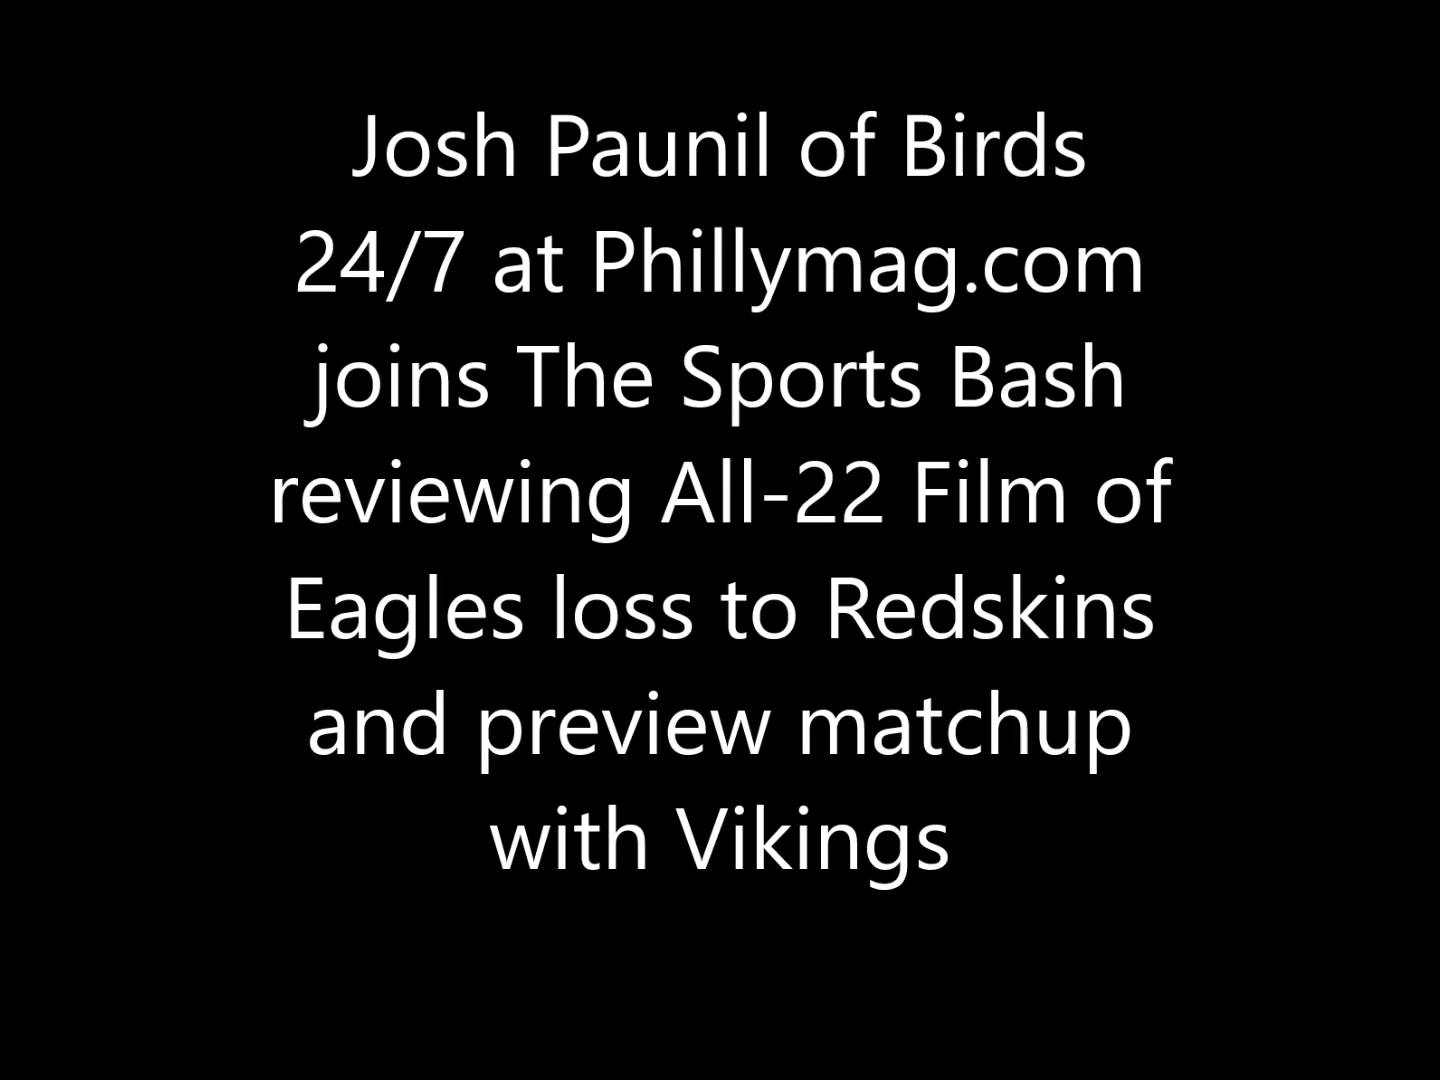 Josh Paunil of Birds
24/7 at Phillymag.com
joins The Sports Bash
reviewing All-22 Film of
Eagles loss to Redskins
and preview matchup
with Vikings